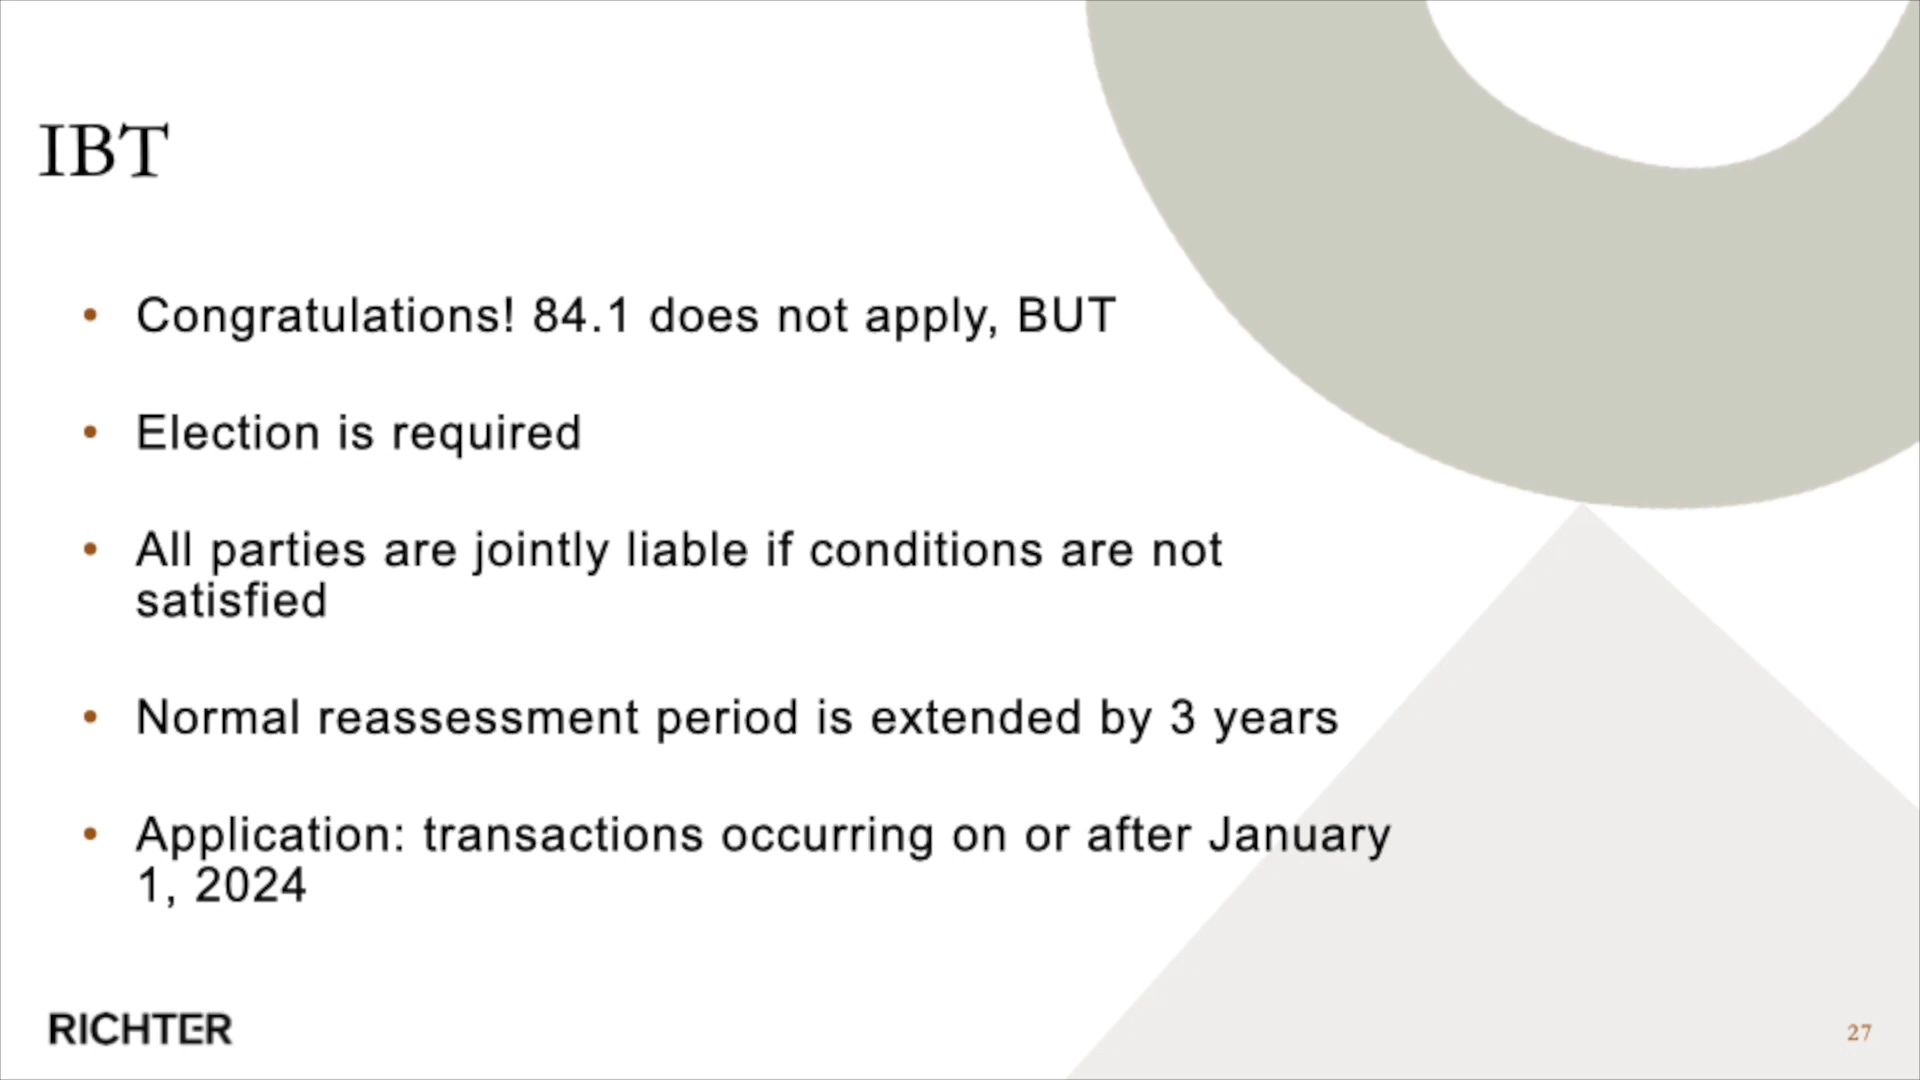 IBT
• Congratulations! 84.1 does not apply, BUT
• Election is required
• All parties are jointly liable if conditions are not
satisfied
• Normal reassessment period is extended by 3 years
• Application: transactions occurring on or after January
1, 2024
RICHTER
27